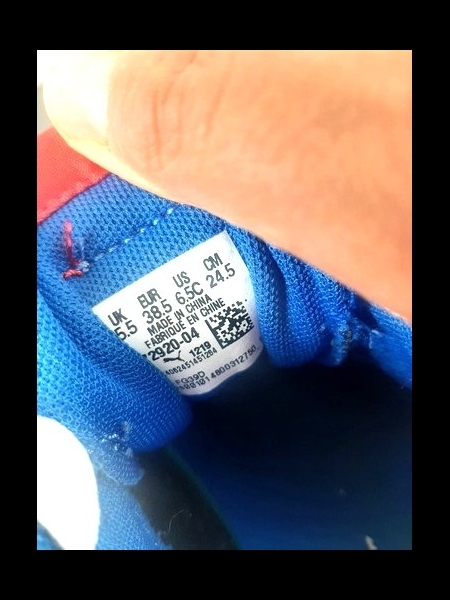 UK EUR US CM
5.5 38.5 6.5C 24.5
MADE IN CHINA
FABRIQUE EN CHINE
2920-04
1219
4062451451264